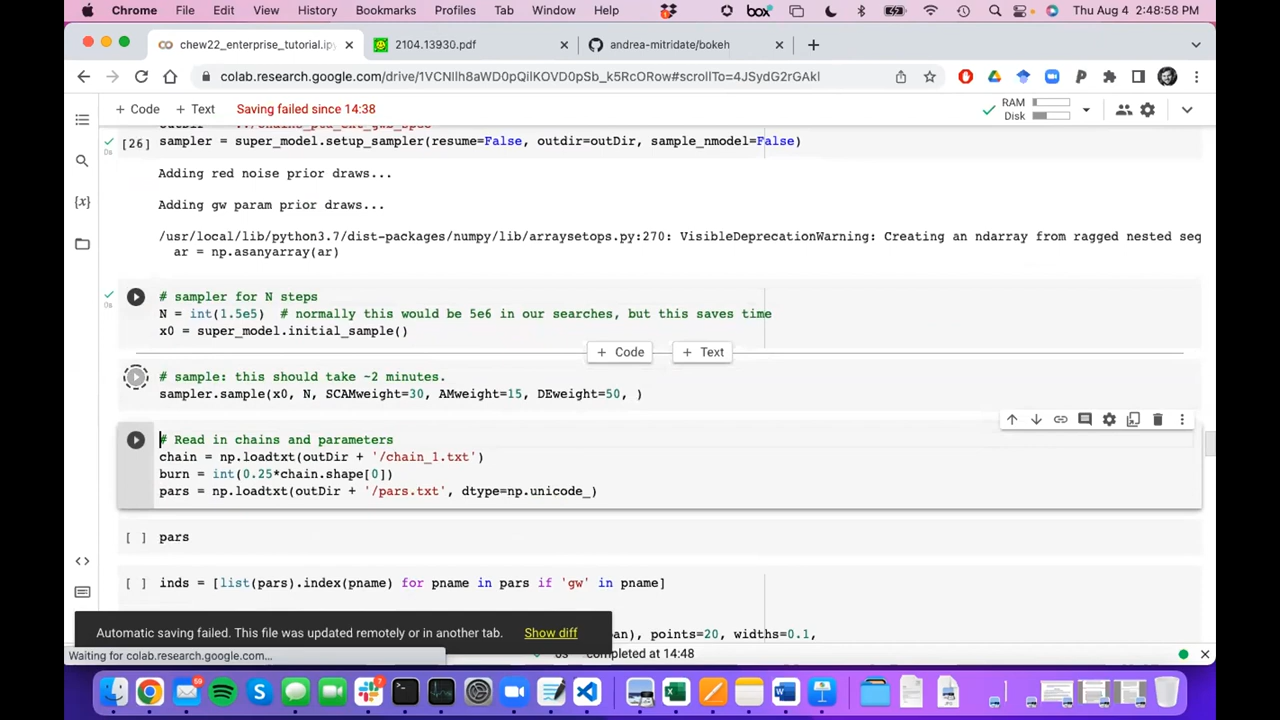 Chrome File Edit View History Bookmarks Profiles Tab Window Help box Thu Aug 4 2:48:58 PM
chew22_enterprise_tutorial.ipy 2104.13930.pdf andrea-mitridate/bokeh
colab.research.google.com/drive/1VCNIlh8aWD0pQilKOVD0pSb_k5RcORow#scrollTo=4JSydG2rGAkl
+ Code + Text Saving failed since 14:38 RAM
Disk
[26] sampler = super_model.setup_sampler(resume=False, outdir=outDir, sample_nmodel=False)
Adding red noise prior draws...
Adding gw param prior draws...
/usr/local/lib/python3.7/dist-packages/numpy/lib/arraysetops.py:270: VisibleDeprecationWarning: Creating an ndarray from ragged nested seq
ar = np.asanyarray(ar)
# sampler for N steps
N = int(1.5e5) # normally this would be 5e6 in our searches, but this saves time
x0 = super_model.initial_sample()
+ Code + Text
# sample: this should take ~2 minutes.
sampler.sample(x0, N, SCAMweight=30, AMweight=15, DEweight=50, )
# Read in chains and parameters
chain = np.loadtxt(outDir + '/chain_1.txt')
burn = int(0.25*chain.shape[0])
pars = np.loadtxt(outDir + '/pars.txt', dtype=np.unicode_)
[ ] pars
[ ] inds = [list(pars).index(pname) for pname in pars if 'gw' in pname]
an), points=20, widths=0.1,
Automatic saving failed. This file was updated remotely or in another tab. Show diff
Waiting for colab.research.google.com...
completed at 14:48